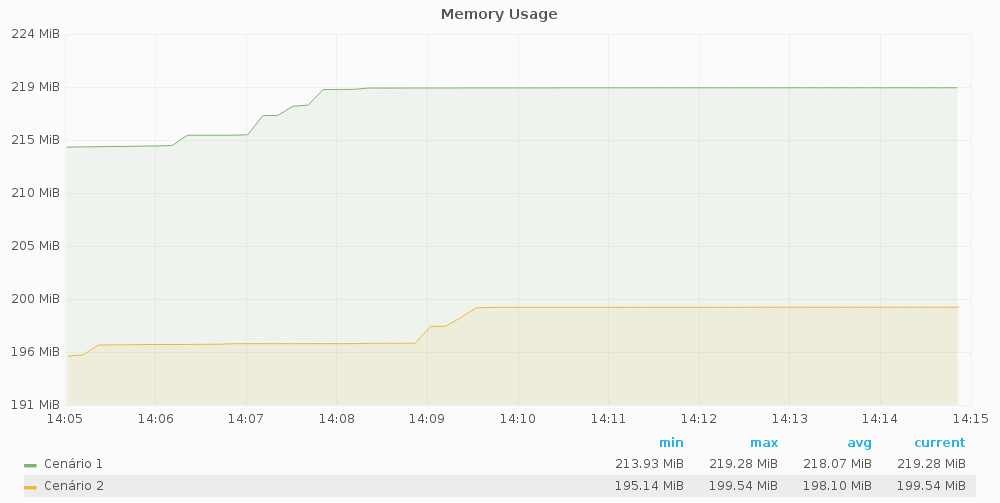 Memory Usage
224 MiB
219 MiB
215 MiB
210 MiB
205 MiB
200 MiB
196 MiB
191 MiB
14:05 14:06 14:07 14:08 14:09 14:10 14:11 14:12 14:13 14:14 14:15
min max avg current
Cenário 1 213.93 MiB 219.28 MiB 218.07 MiB 219.28 MiB
Cenário 2 195.14 MiB 199.54 MiB 198.10 MiB 199.54 MiB